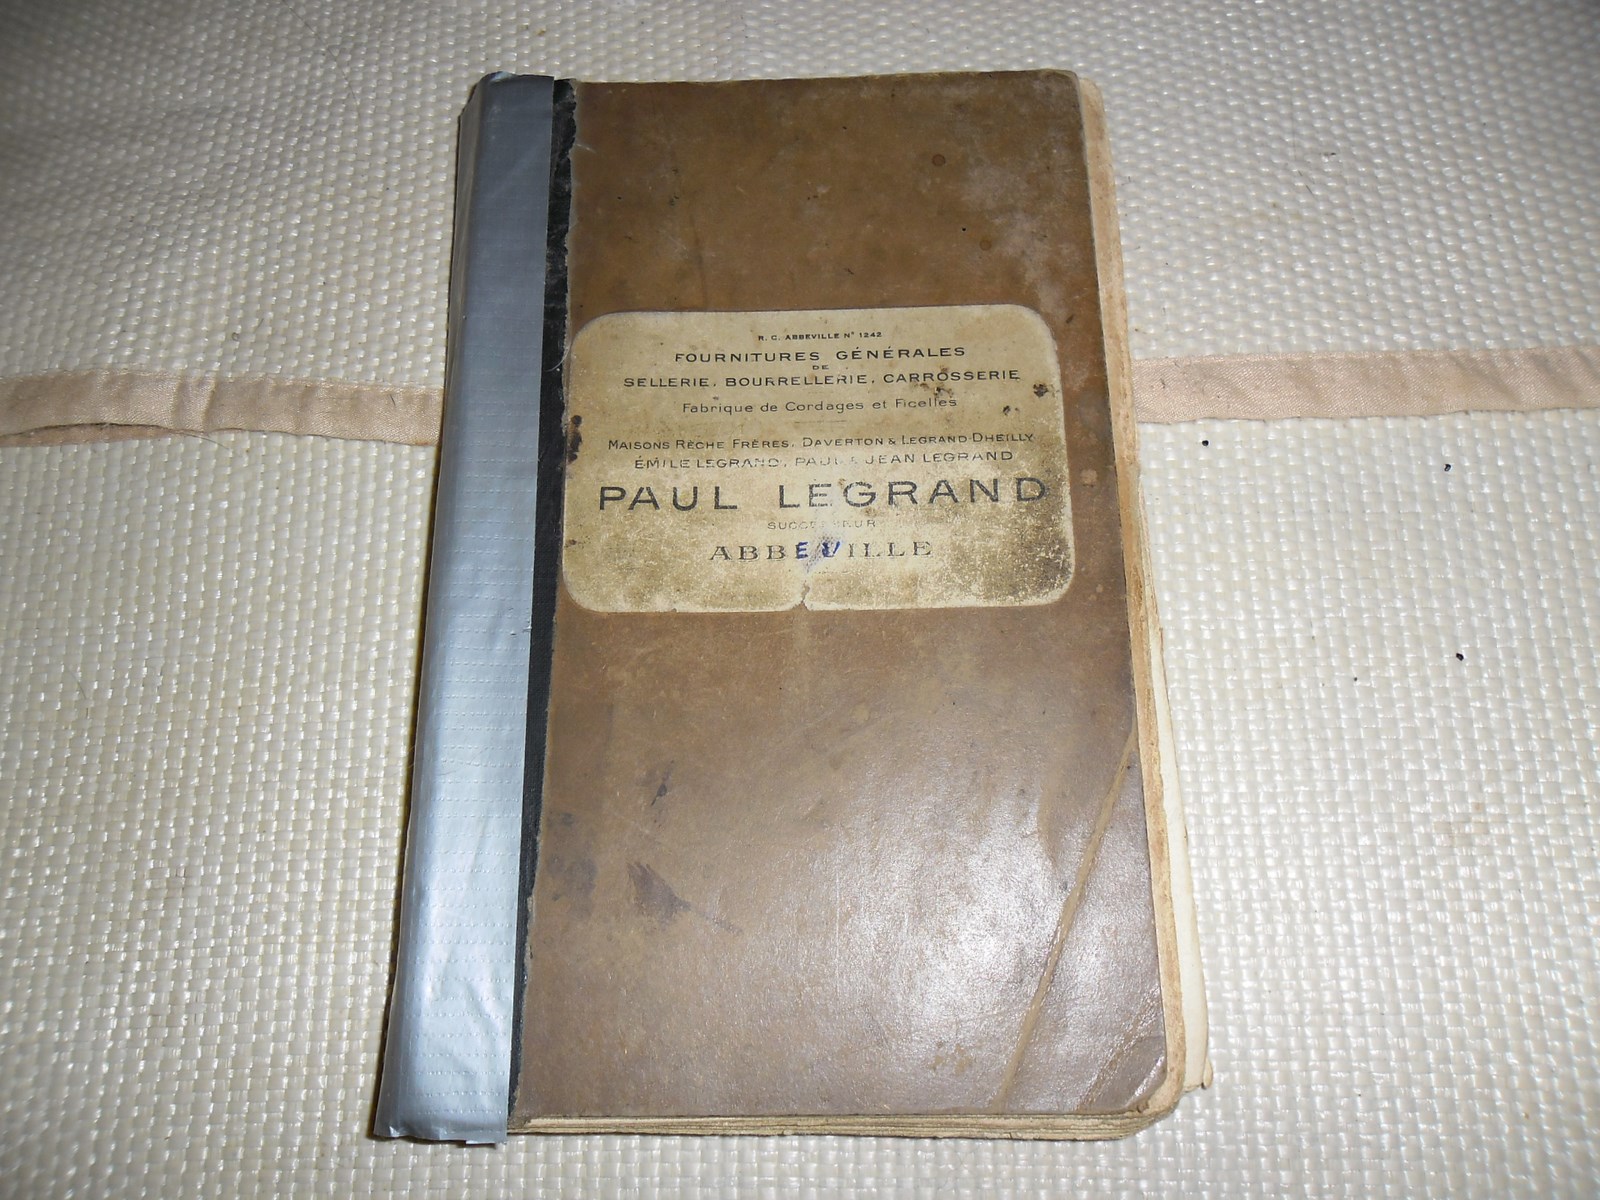 R. C. ABBEVILLE N° 1242
FOURNITURES GÉNÉRALES
DE
SELLERIE, BOURRELLERIE, CARROSSERIE
Fabrique de Cordages et Ficelles
MAISONS RÈCHE FRÈRES, DAVERTON & LEGRAND-DHEILLY
ÉMILE LEGRAND, PAUL & JEAN LEGRAND
PAUL LEGRAND
SUCCESSEUR
ABBEVILLE